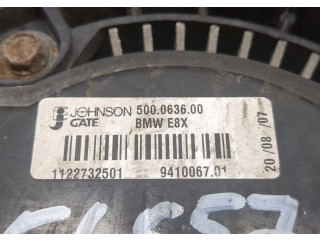 JOHNSON 500.0636.00
GATE BMW E8X
1122732501 9410067.01
20/08/07